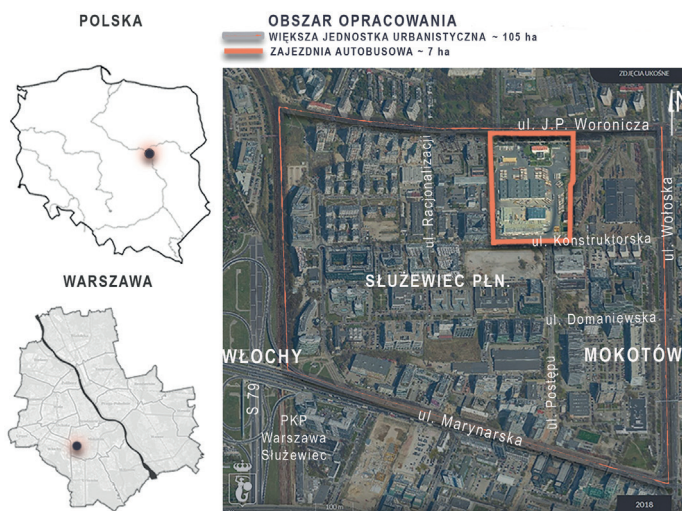 POLSKA
OBSZAR OPRACOWANIA
WIĘKSZA JEDNOSTKA URBANISTYCZNA ~ 105 ha
ZAJEZDNIA AUTOBUSOWA ~ 7 ha
ZDJĘCIA UKOŚNE
N
ul. J.P. Woronicza
ul. Racjonalizacji
ul. Wołoska
ul. Konstruktorska
WARSZAWA
SŁUŻEWIEC PŁN.
ul. Domaniewska
WŁOCHY
MOKOTÓW
S 79
ul. Postępu
ul. Marynarska
PKP
Warszawa
Służewiec
100 m
2018